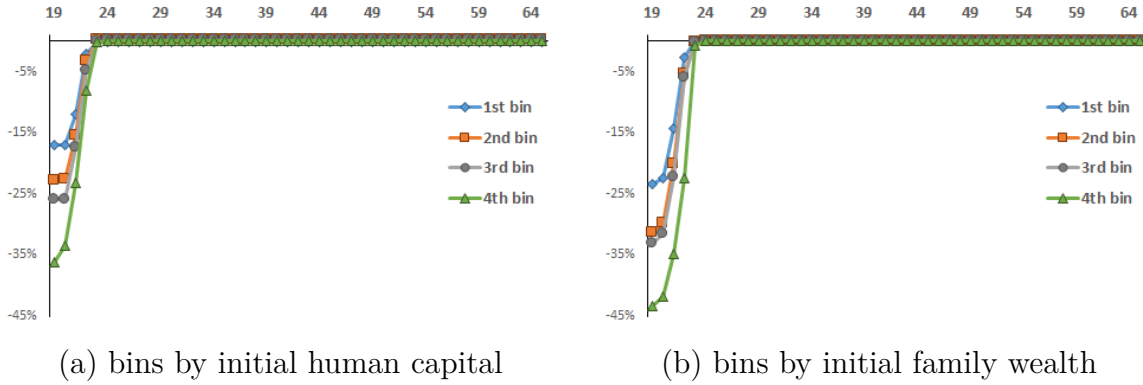 19 24 29 34 39 44 49 54 59 64
-5%
-15%
-25%
-35%
-45%
1st bin
2nd bin
3rd bin
4th bin
(a) bins by initial human capital
19 24 29 34 39 44 49 54 59 64
-5%
-15%
-25%
-35%
-45%
1st bin
2nd bin
3rd bin
4th bin
(b) bins by initial family wealth